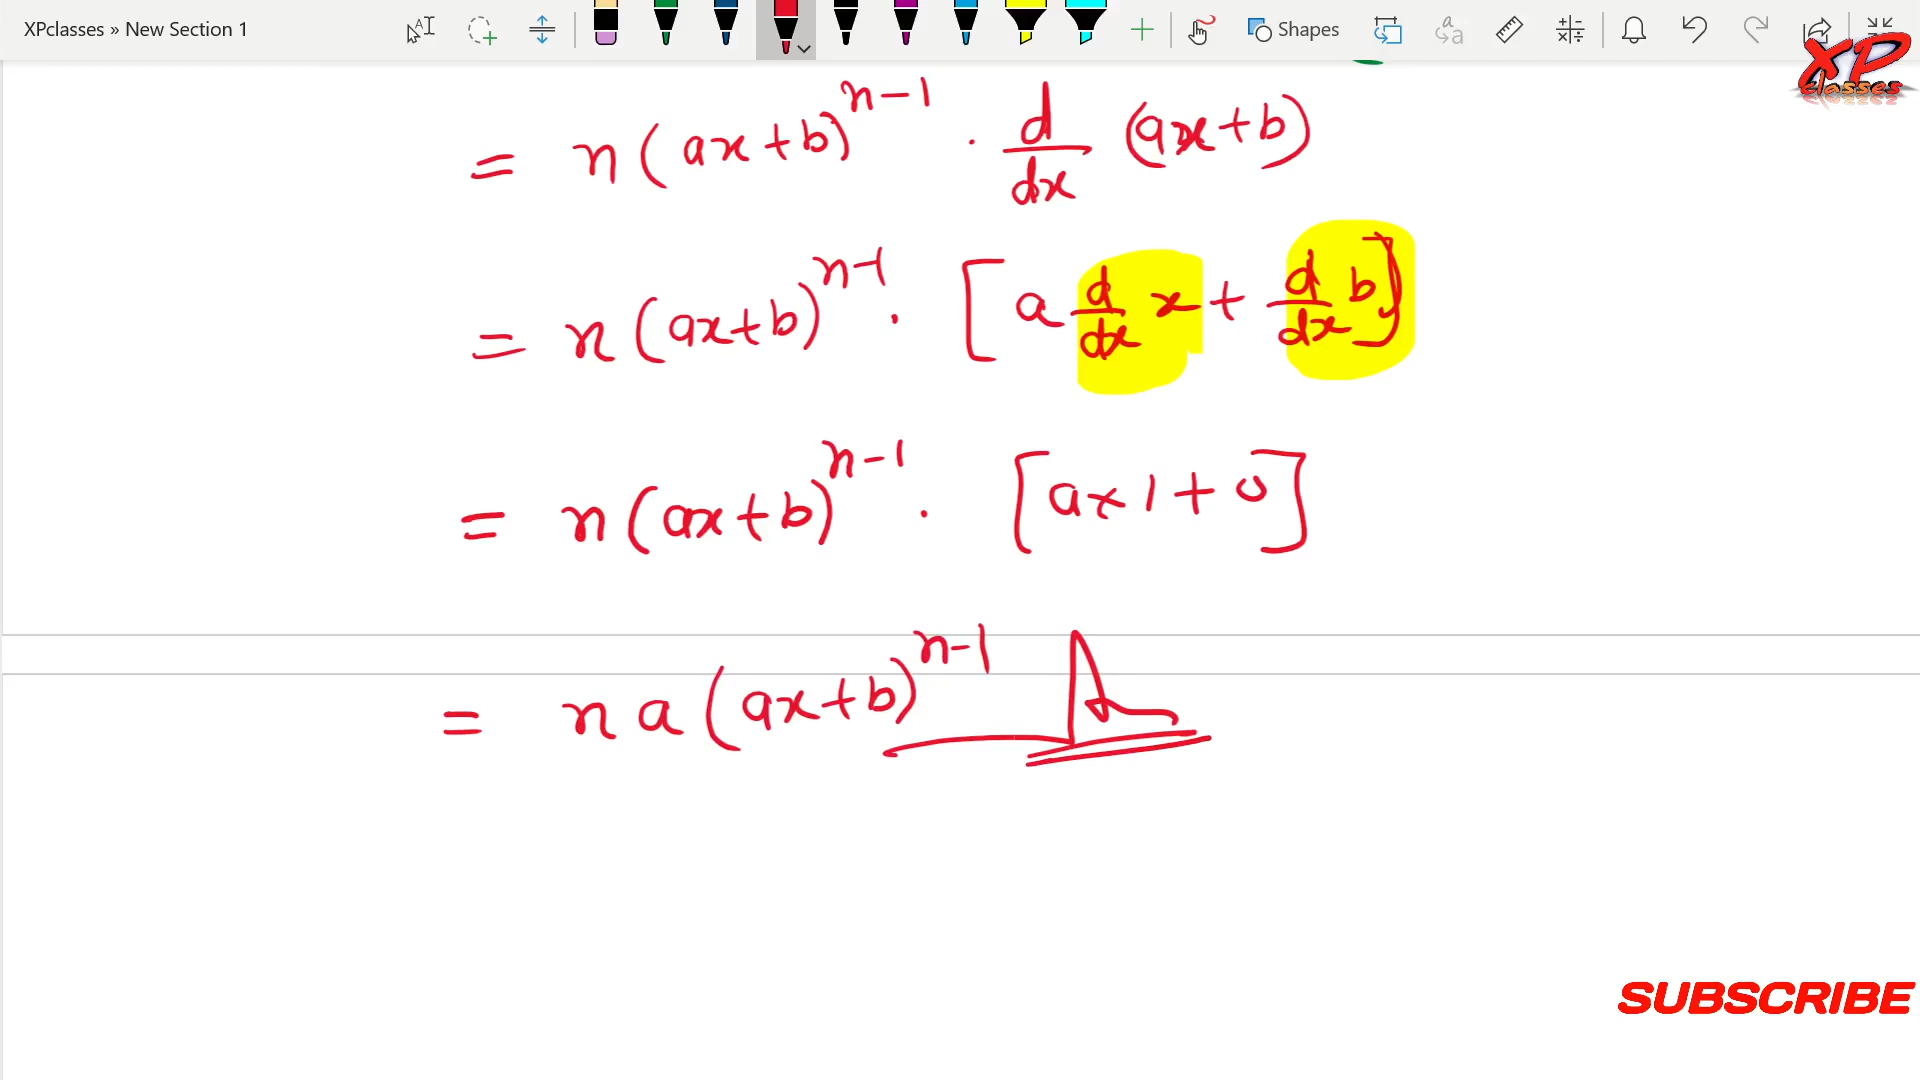 XPclasses » New Section 1
Shapes
XP classes
= n(ax+b)^{n-1} · d/dx (ax+b)
= n(ax+b)^{n-1} · [a d/dx x + d/dx b]
= n(ax+b)^{n-1} · [a×1+0]
= n a (ax+b)^{n-1}
SUBSCRIBE